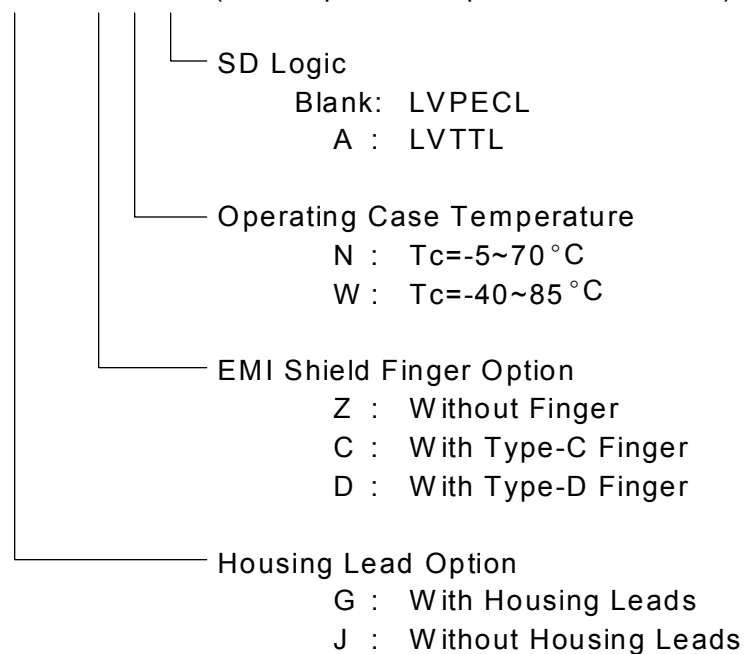 SD Logic
Blank: LVPECL
A : LVTTL
Operating Case Temperature
N : Tc=-5~70°C
W : Tc=-40~85°C
EMI Shield Finger Option
Z : Without Finger
C : With Type-C Finger
D : With Type-D Finger
Housing Lead Option
G : With Housing Leads
J : Without Housing Leads